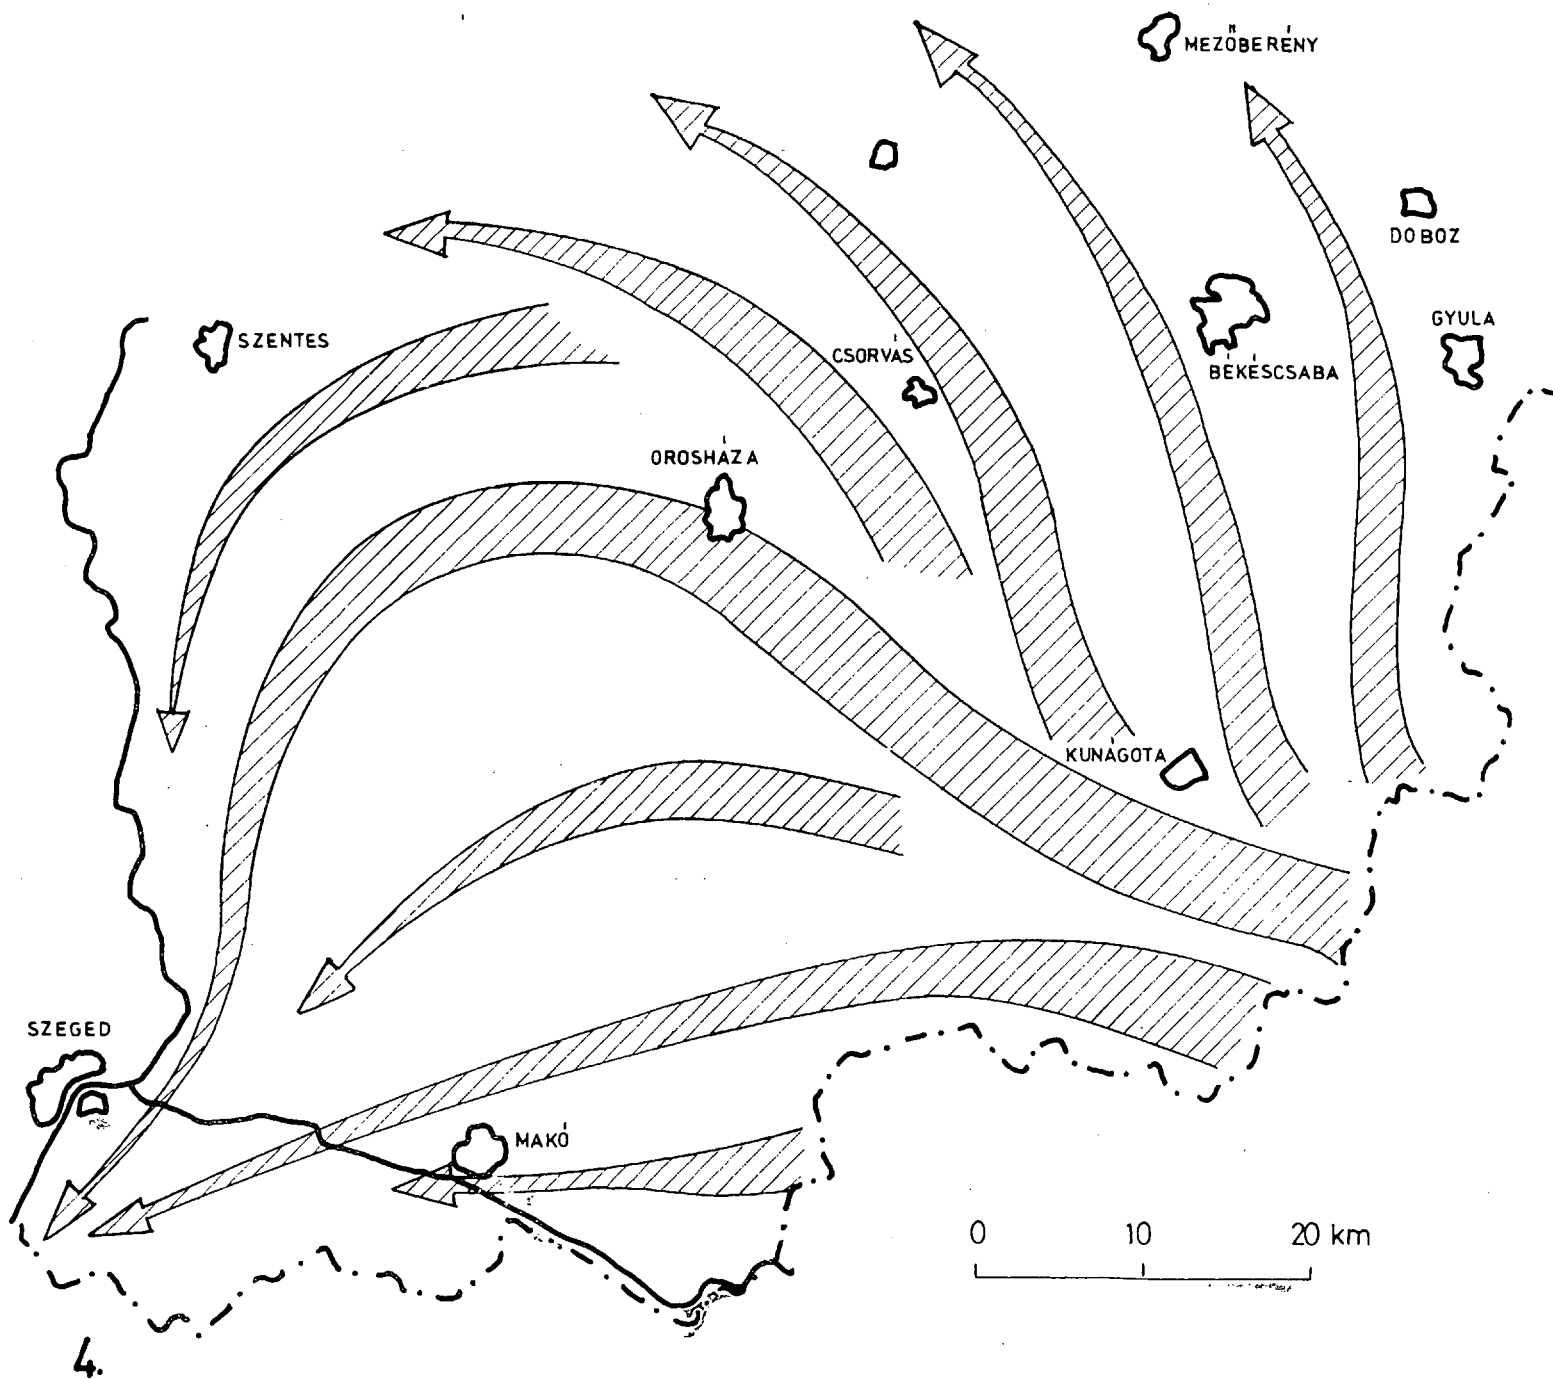 MEZŐBERÉNY
DOBOZ
GYULA
SZENTES
CSORVÁS
BÉKÉSCSABA
OROSHÁZA
KUNÁGOTA
SZEGED
MAKÓ
0 10 20 km
4.